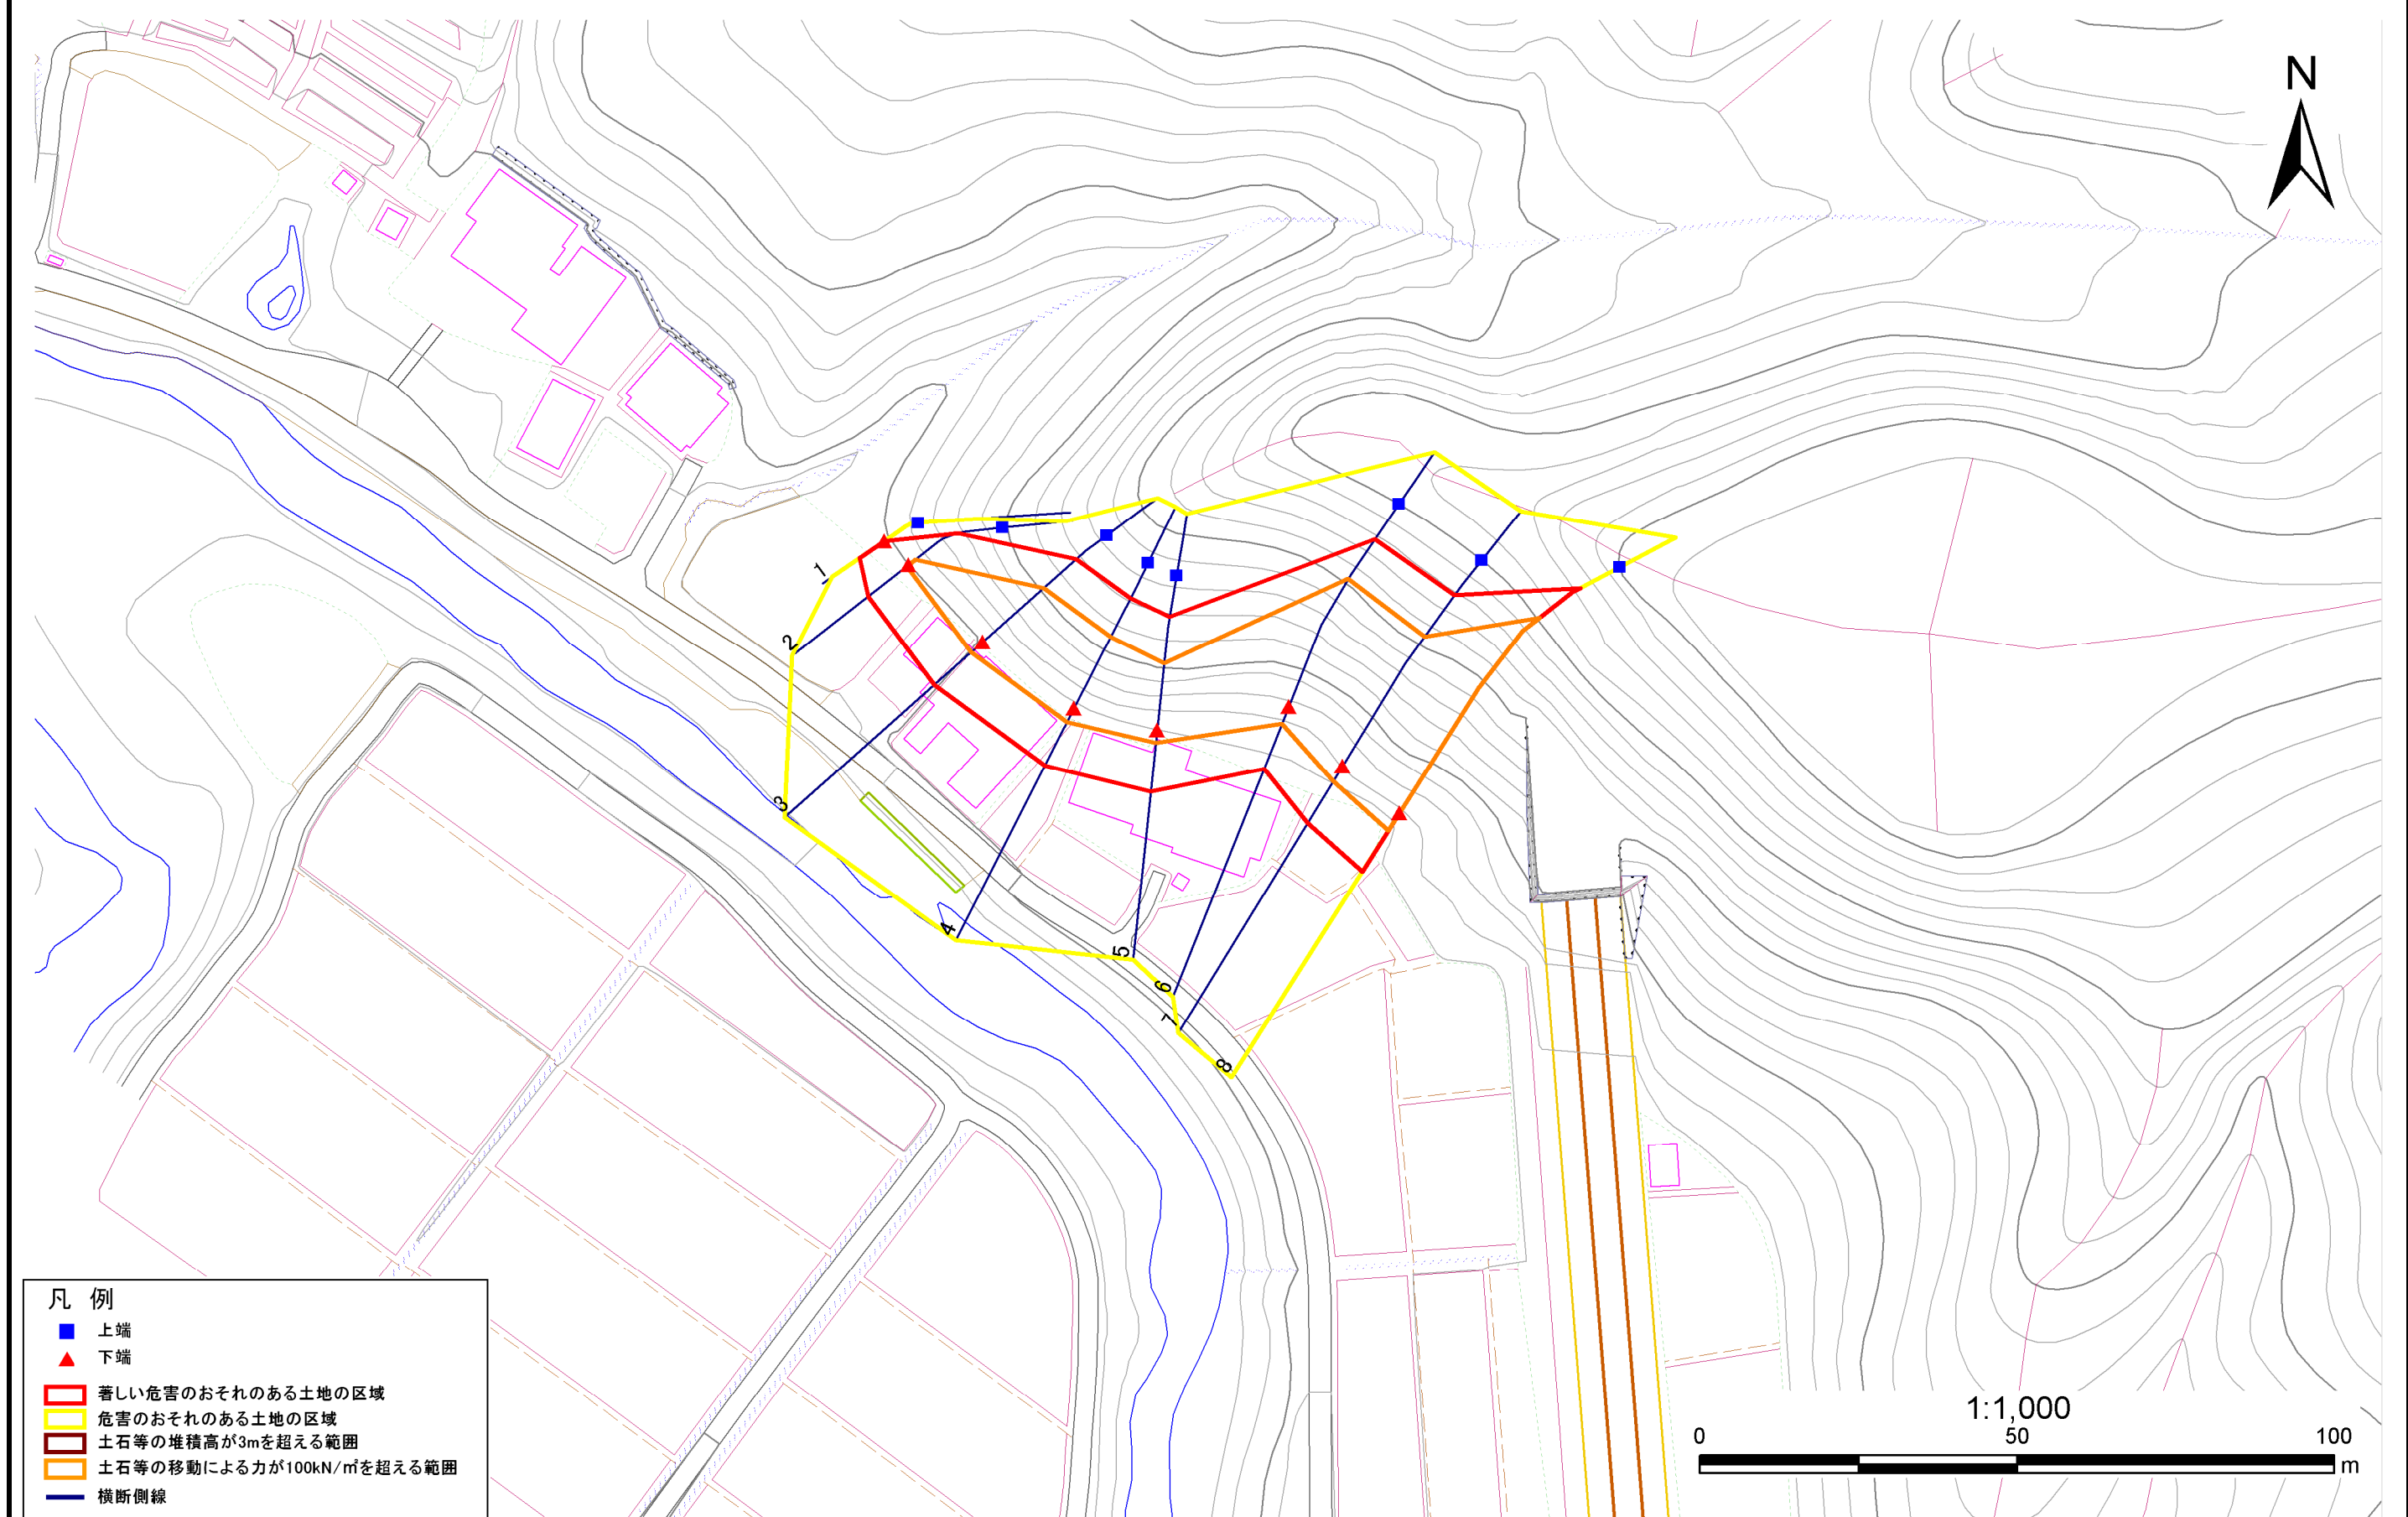 N
1
2
3
4
5
6
7
8
凡 例
上端
下端
著しい危害のおそれのある土地の区域
危害のおそれのある土地の区域
土石等の堆積高が3mを超える範囲
土石等の移動による力が100kN/㎡を超える範囲
横断側線
1:1,000
0 50 100
m